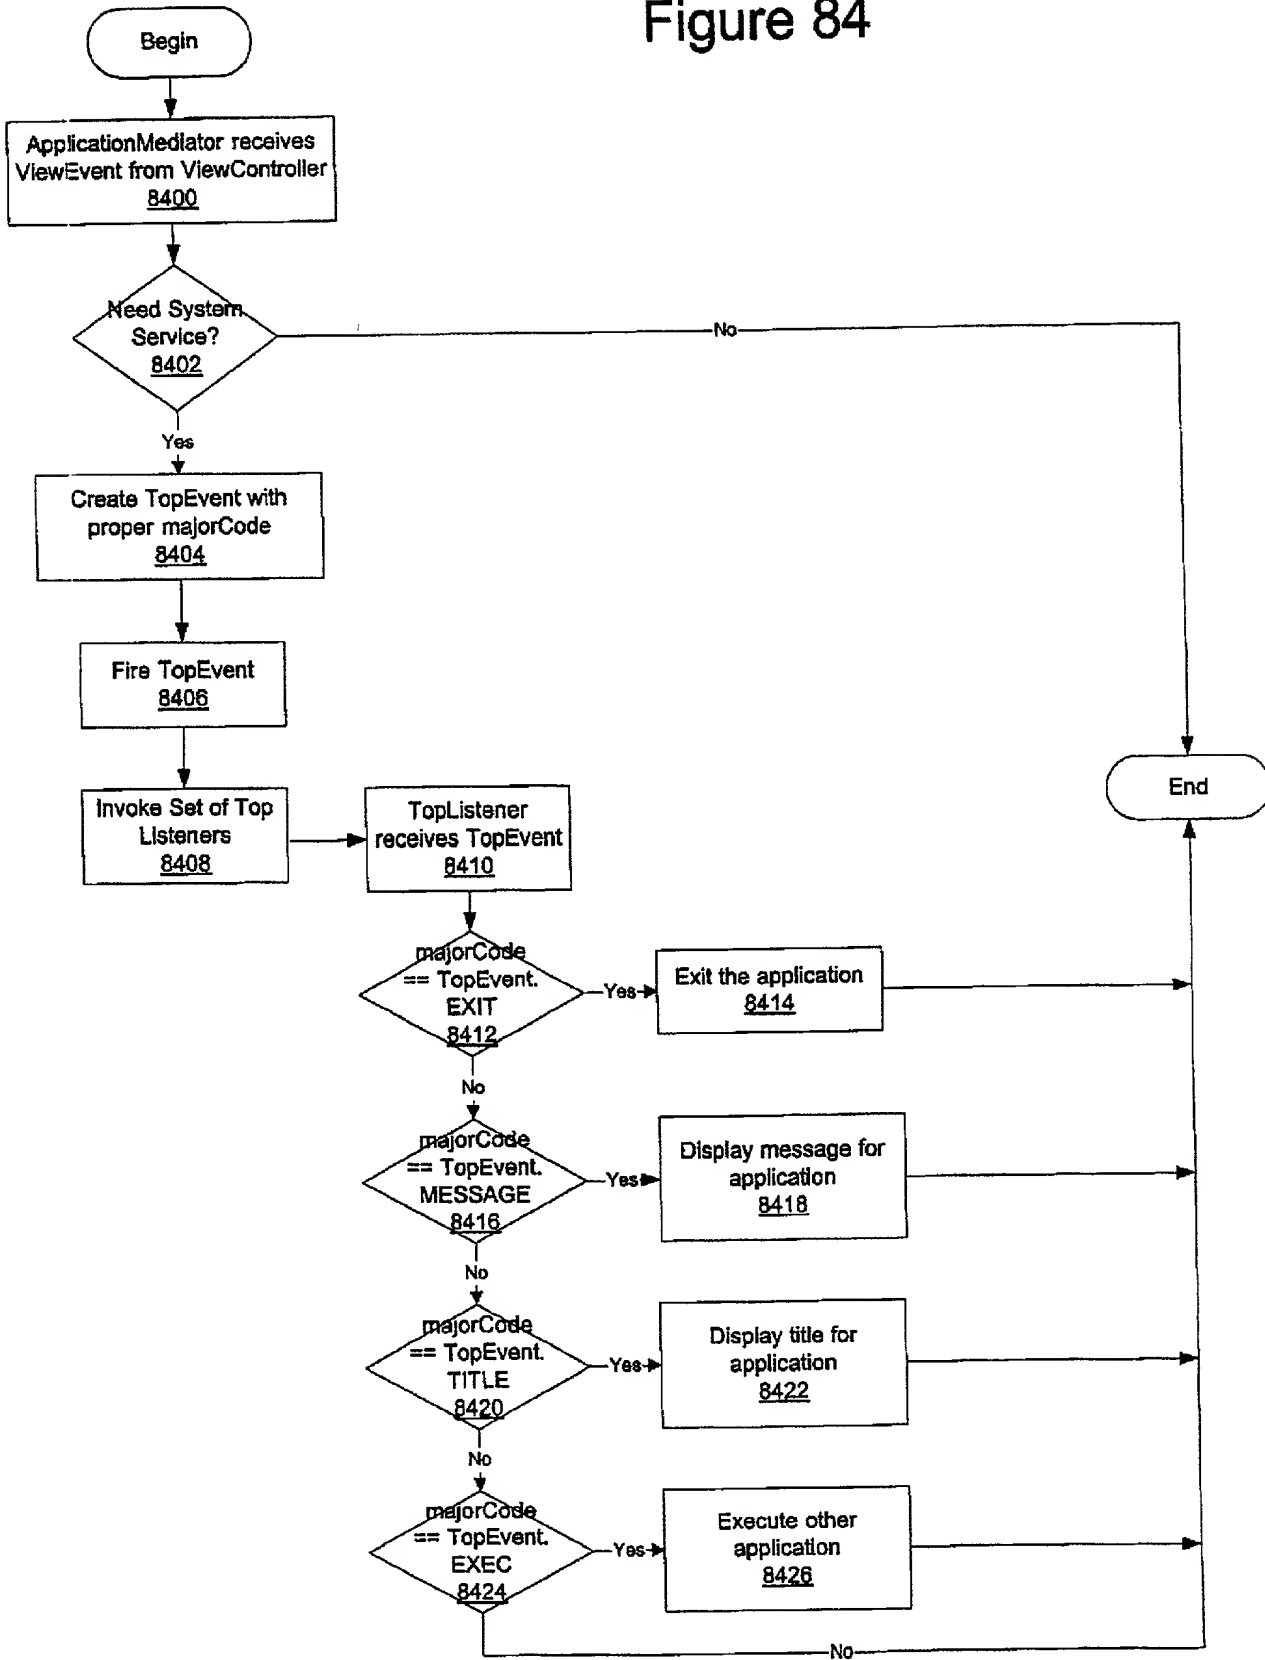 Figure 84
Begin
ApplicationMediator receives
ViewEvent from ViewController
8400
Need System
Service?
8402
No
Yes
Create TopEvent with
proper majorCode
8404
Fire TopEvent
8406
Invoke Set of Top
Listeners
8408
TopListener
receives TopEvent
8410
End
majorCode
== TopEvent.
EXIT
8412
Yes
Exit the application
8414
No
majorCode
== TopEvent.
MESSAGE
8416
Yes
Display message for
application
8418
No
majorCode
== TopEvent.
TITLE
8420
Yes
Display title for
application
8422
No
majorCode
== TopEvent.
EXEC
8424
Yes
Execute other
application
8426
No